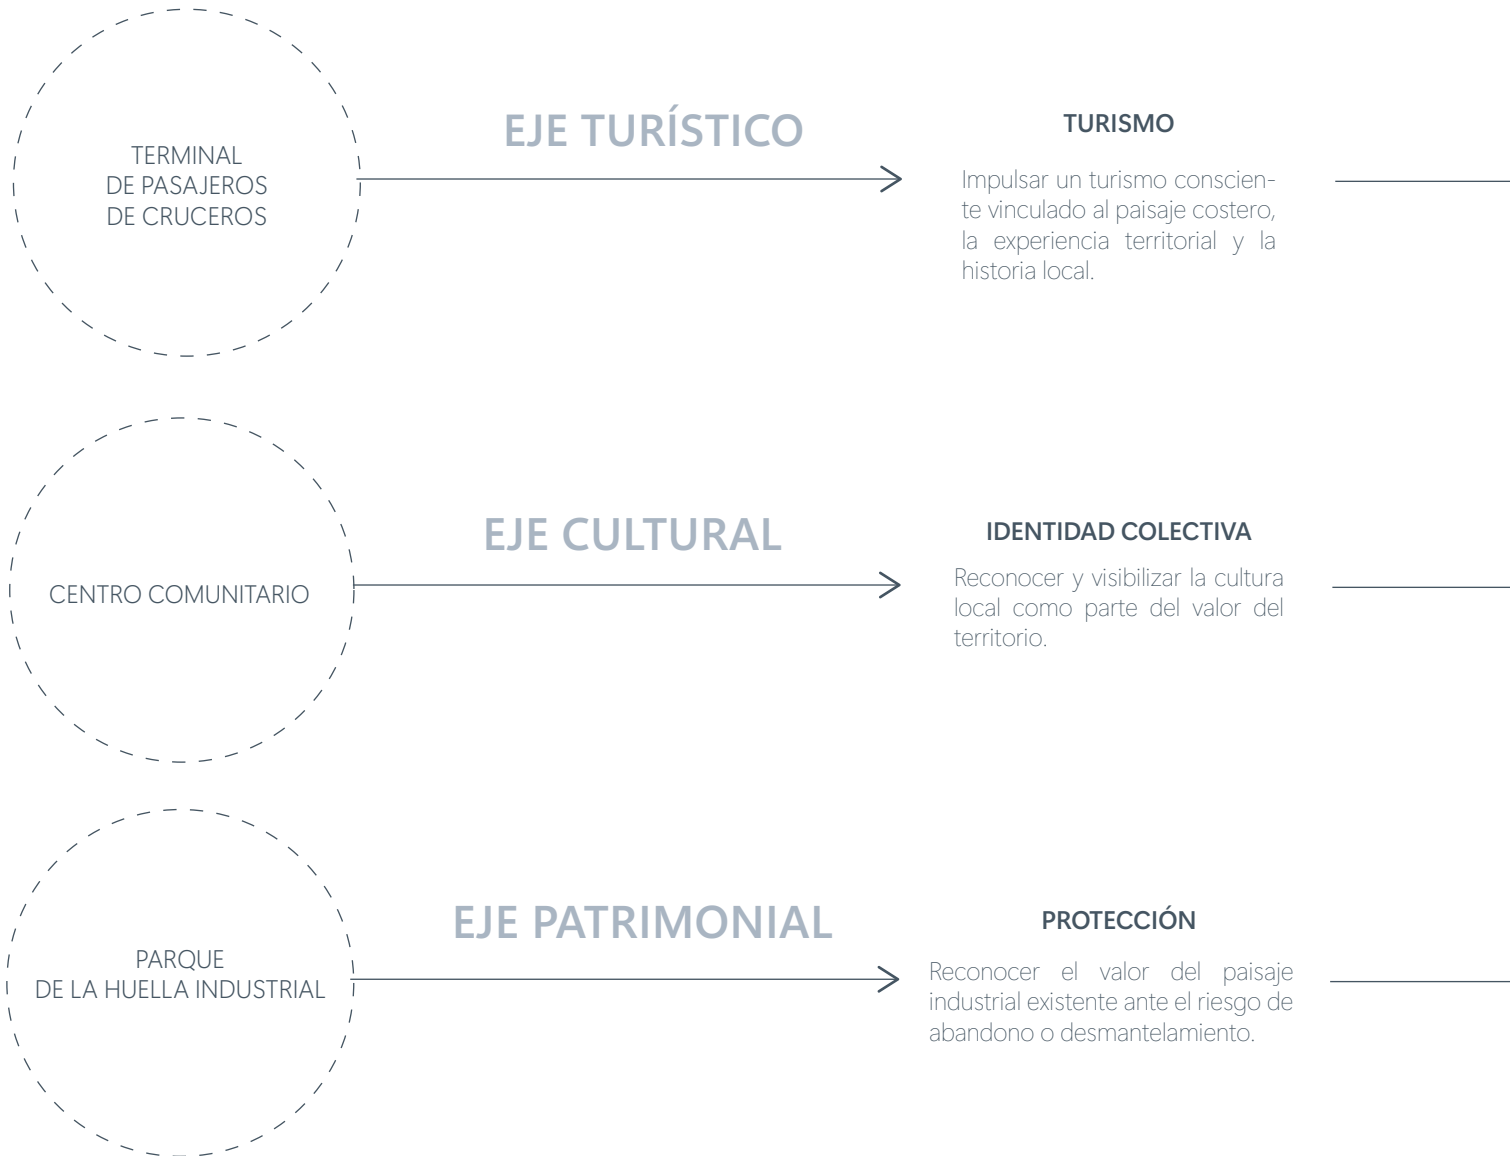 TERMINAL
DE PASAJEROS
DE CRUCEROS
EJE TURÍSTICO
TURISMO
Impulsar un turismo conscien-
te vinculado al paisaje costero,
la experiencia territorial y la
historia local.
CENTRO COMUNITARIO
EJE CULTURAL
IDENTIDAD COLECTIVA
Reconocer y visibilizar la cultura
local como parte del valor del
territorio.
PARQUE
DE LA HUELLA INDUSTRIAL
EJE PATRIMONIAL
PROTECCIÓN
Reconocer el valor del paisaje
industrial existente ante el riesgo de
abandono o desmantelamiento.